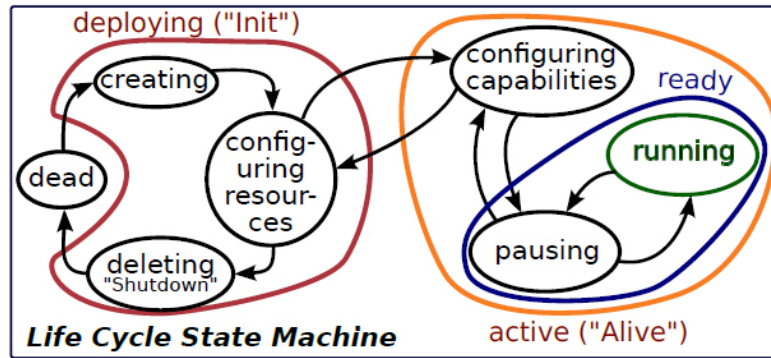 deploying ("Init")
creating
dead
config-
uring
resour-
ces
deleting
"Shutdown"
configuring
capabilities
ready
running
pausing
Life Cycle State Machine
active ("Alive")